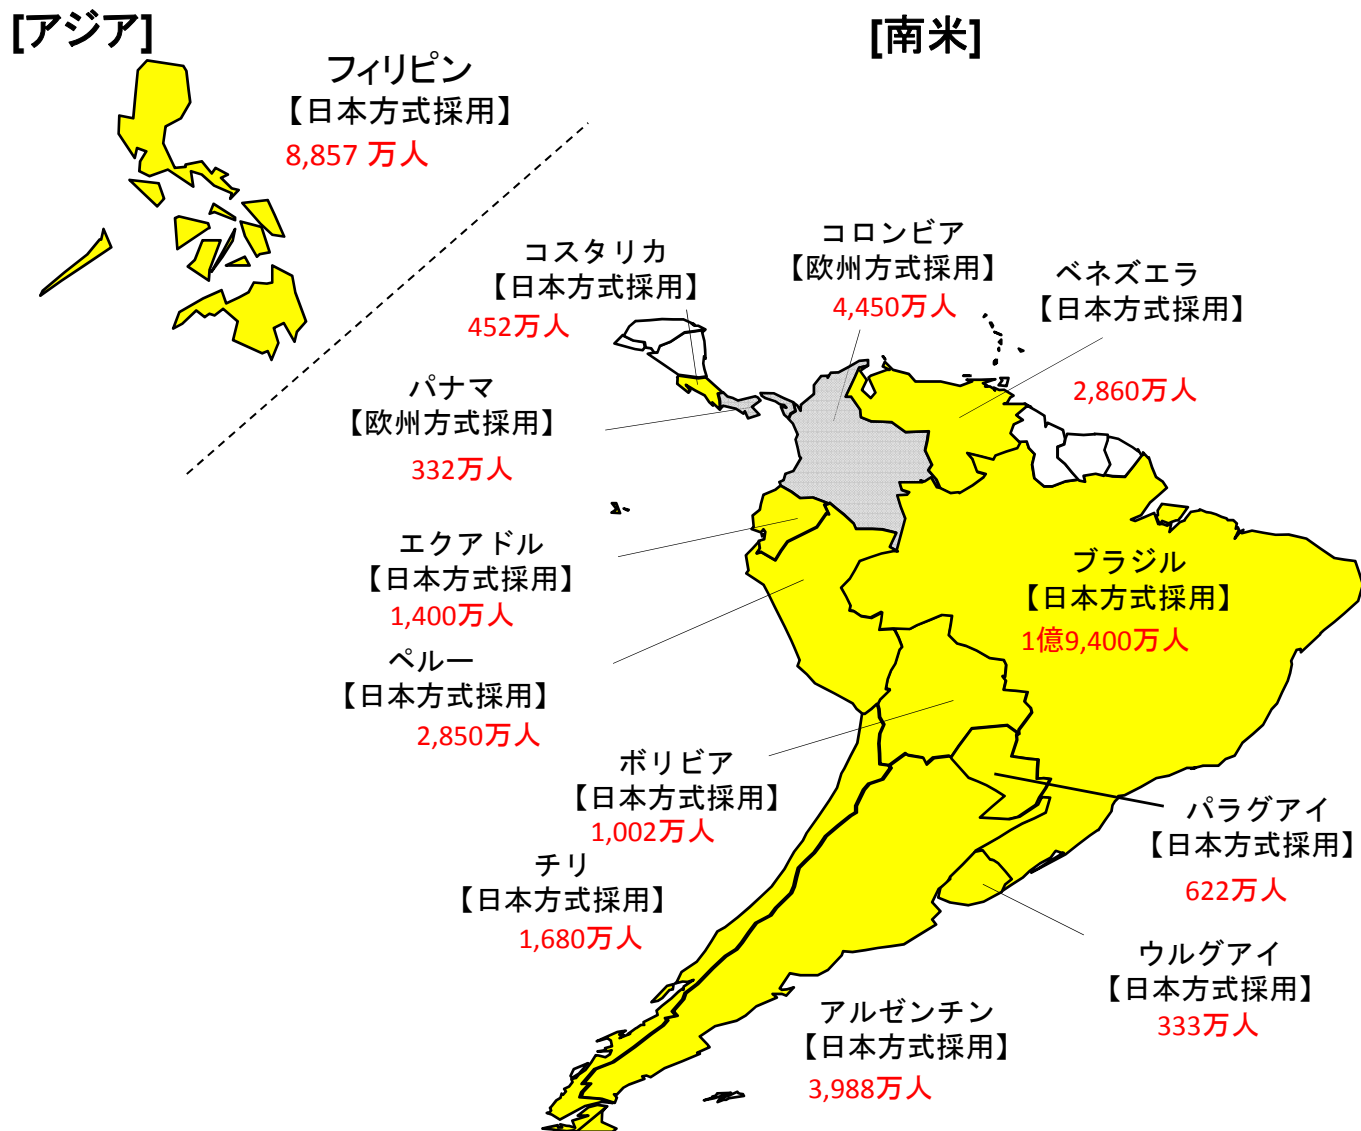 [アジア]
フィリピン
【日本方式採用】
8,857 万人
[南米]
コスタリカ
【日本方式採用】
452万人
コロンビア
【欧州方式採用】
4,450万人
ベネズエラ
【日本方式採用】
2,860万人
パナマ
【欧州方式採用】
332万人
エクアドル
【日本方式採用】
1,400万人
ブラジル
【日本方式採用】
1億9,400万人
ペルー
【日本方式採用】
2,850万人
ボリビア
【日本方式採用】
1,002万人
パラグアイ
【日本方式採用】
622万人
チリ
【日本方式採用】
1,680万人
ウルグアイ
【日本方式採用】
333万人
アルゼンチン
【日本方式採用】
3,988万人